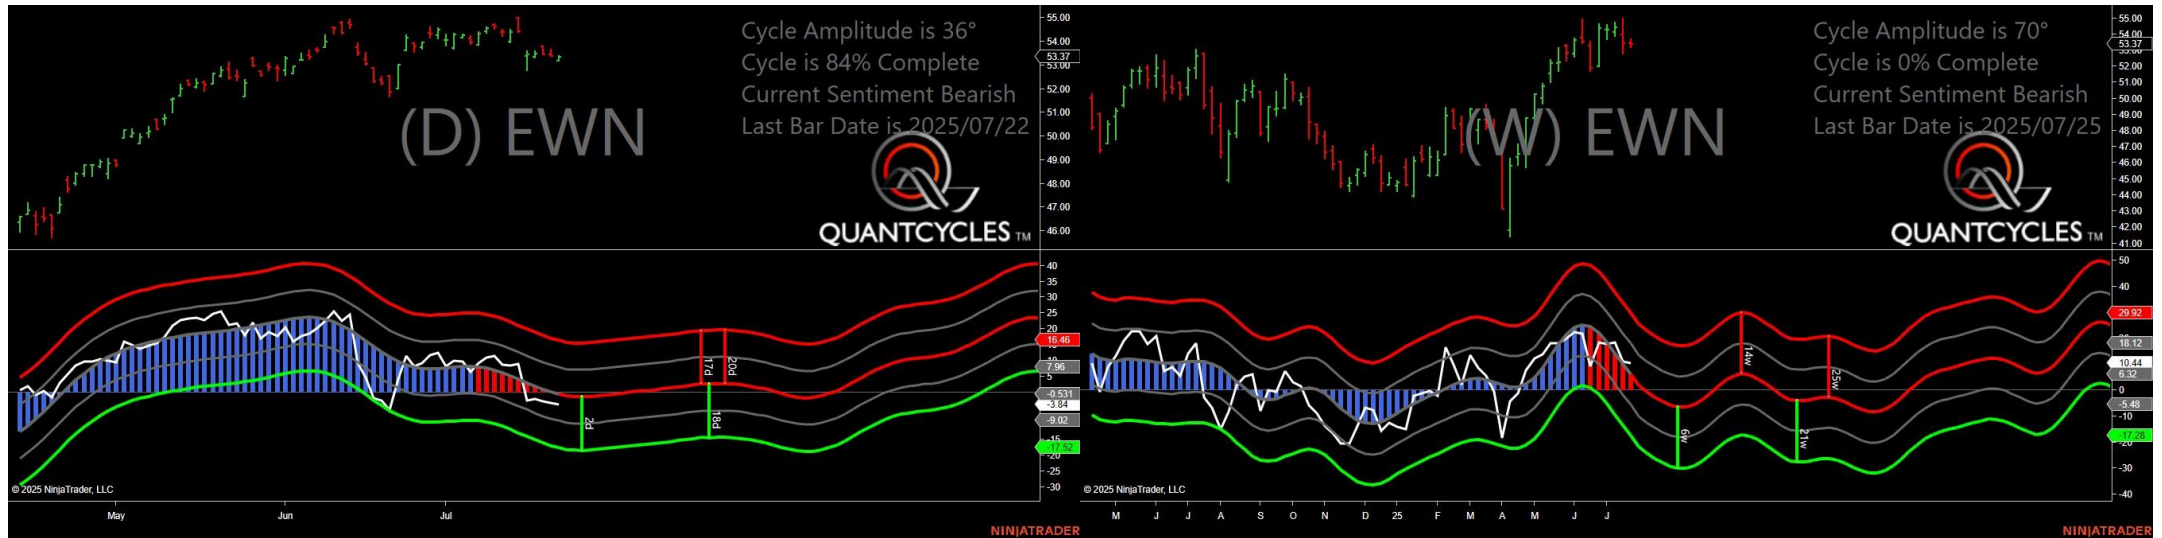 Cycle Amplitude is 36°
Cycle is 84% Complete
Current Sentiment Bearish
Last Bar Date is 2025/07/22
(D) EWN
QUANTCYCLES TM
55.00
54.00
53.37
53.00
52.00
51.00
50.00
49.00
48.00
47.00
46.00
40
35
30
25
20
16.46
7.96
5
-0.531
-3.84
-9.02
-15
-17.52
-20
-25
-30
2d
17d
20d
18d
© 2025 NinjaTrader, LLC
May Jun Jul
NINJATRADER
Cycle Amplitude is 70°
Cycle is 0% Complete
Current Sentiment Bearish
Last Bar Date is 2025/07/25
(W) EWN
QUANTCYCLES TM
55.00
54.00
53.37
52.00
51.00
50.00
49.00
48.00
47.00
46.00
45.00
44.00
43.00
42.00
41.00
50
40
29.92
18.12
10.44
6.32
0
-5.48
-10
-17.28
-20
-30
-40
6w
14w
21w
25w
© 2025 NinjaTrader, LLC
M J J A S O N D 25 F M A M J J
NINJATRADER